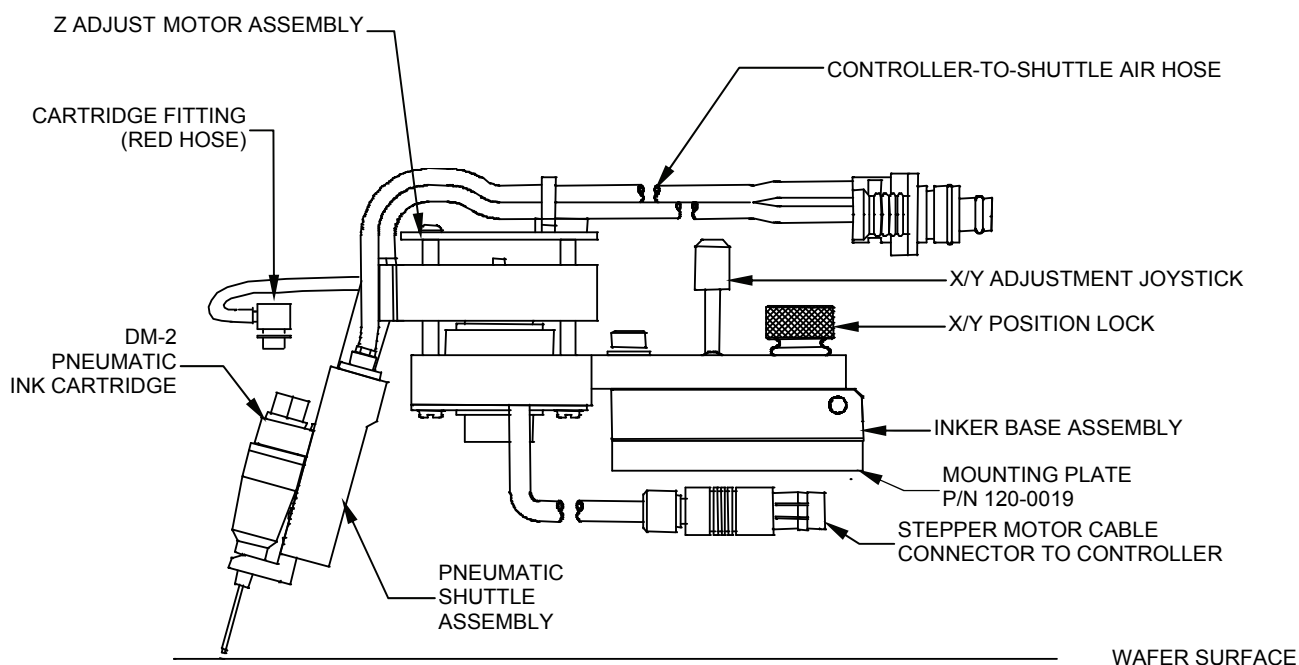 Z ADJUST MOTOR ASSEMBLY
CONTROLLER-TO-SHUTTLE AIR HOSE
CARTRIDGE FITTING
(RED HOSE)
X/Y ADJUSTMENT JOYSTICK
X/Y POSITION LOCK
DM-2
PNEUMATIC
INK CARTRIDGE
INKER BASE ASSEMBLY
MOUNTING PLATE
P/N 120-0019
STEPPER MOTOR CABLE
CONNECTOR TO CONTROLLER
PNEUMATIC
SHUTTLE
ASSEMBLY
WAFER SURFACE